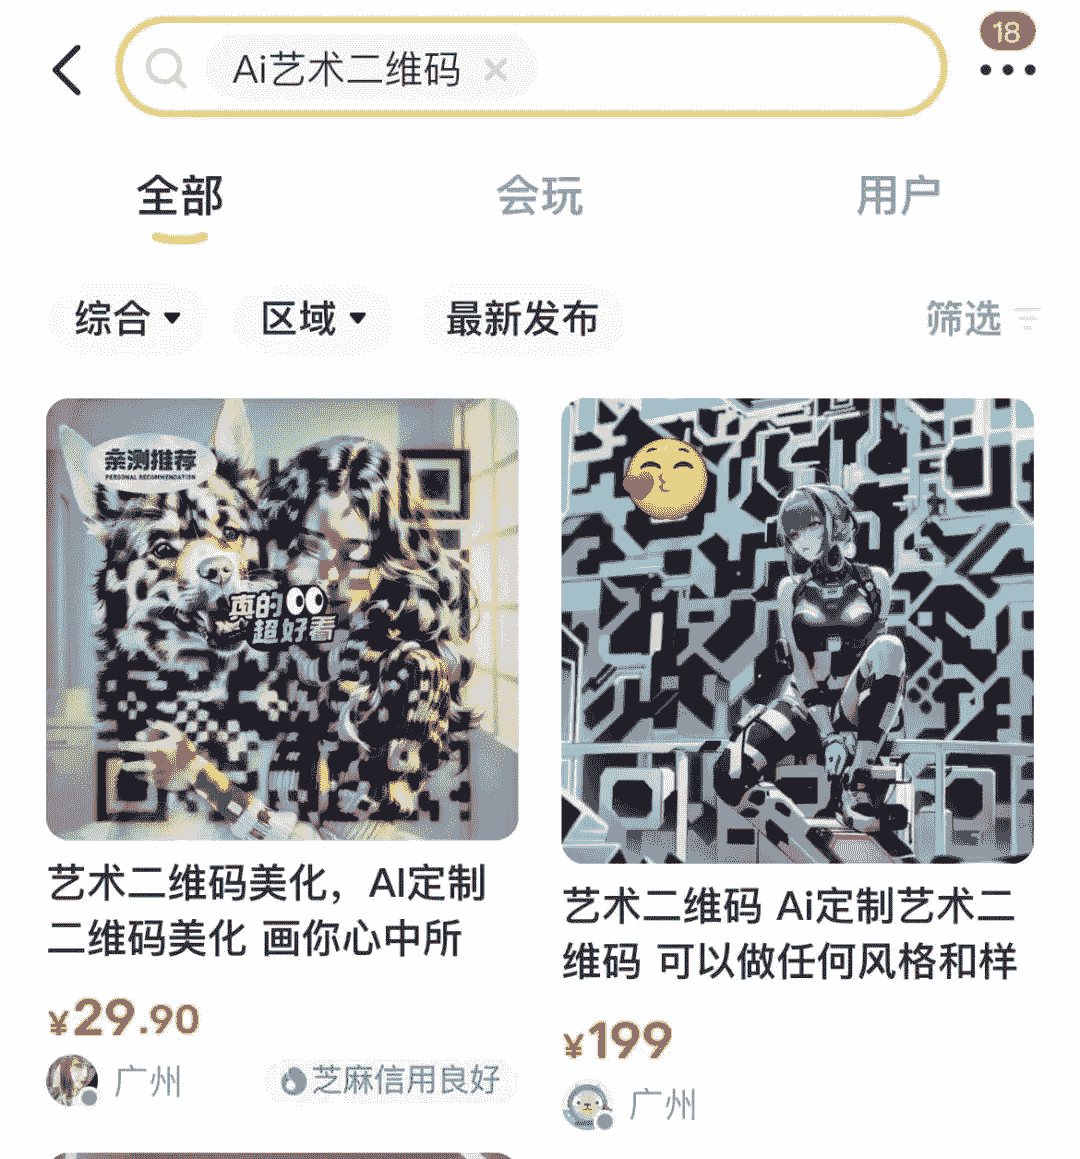 18
Ai艺术二维码
全部
会玩
用户
综合
区域
最新发布
筛选
亲测推荐
PERSONAL RECOMMENDATION
真的
超好看
艺术二维码美化，AI定制
二维码美化 画你心中所
¥29.90
广州
芝麻信用良好
艺术二维码 Ai定制艺术二
维码 可以做任何风格和样
¥199
广州